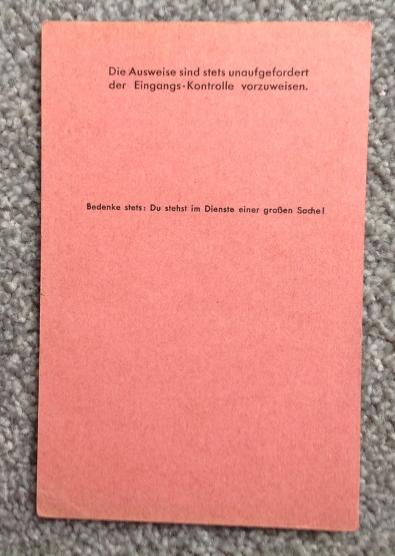 Die Ausweise sind stets unaufgefordert
der Eingangs-Kontrolle vorzuweisen.
Bedenke stets: Du stehst im Dienste einer großen Sache!